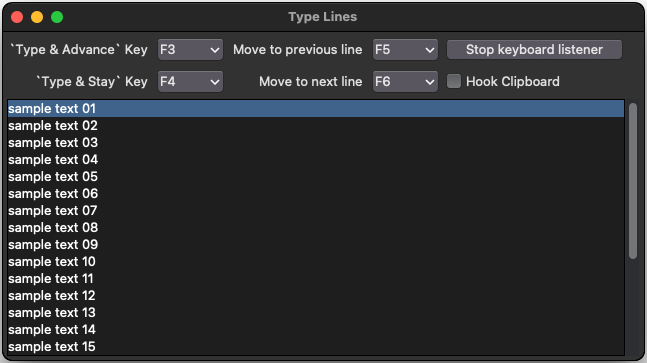 Type Lines
`Type & Advance` Key F3 Move to previous line F5 Stop keyboard listener
`Type & Stay` Key F4 Move to next line F6 Hook Clipboard
sample text 01
sample text 02
sample text 03
sample text 04
sample text 05
sample text 06
sample text 07
sample text 08
sample text 09
sample text 10
sample text 11
sample text 12
sample text 13
sample text 14
sample text 15